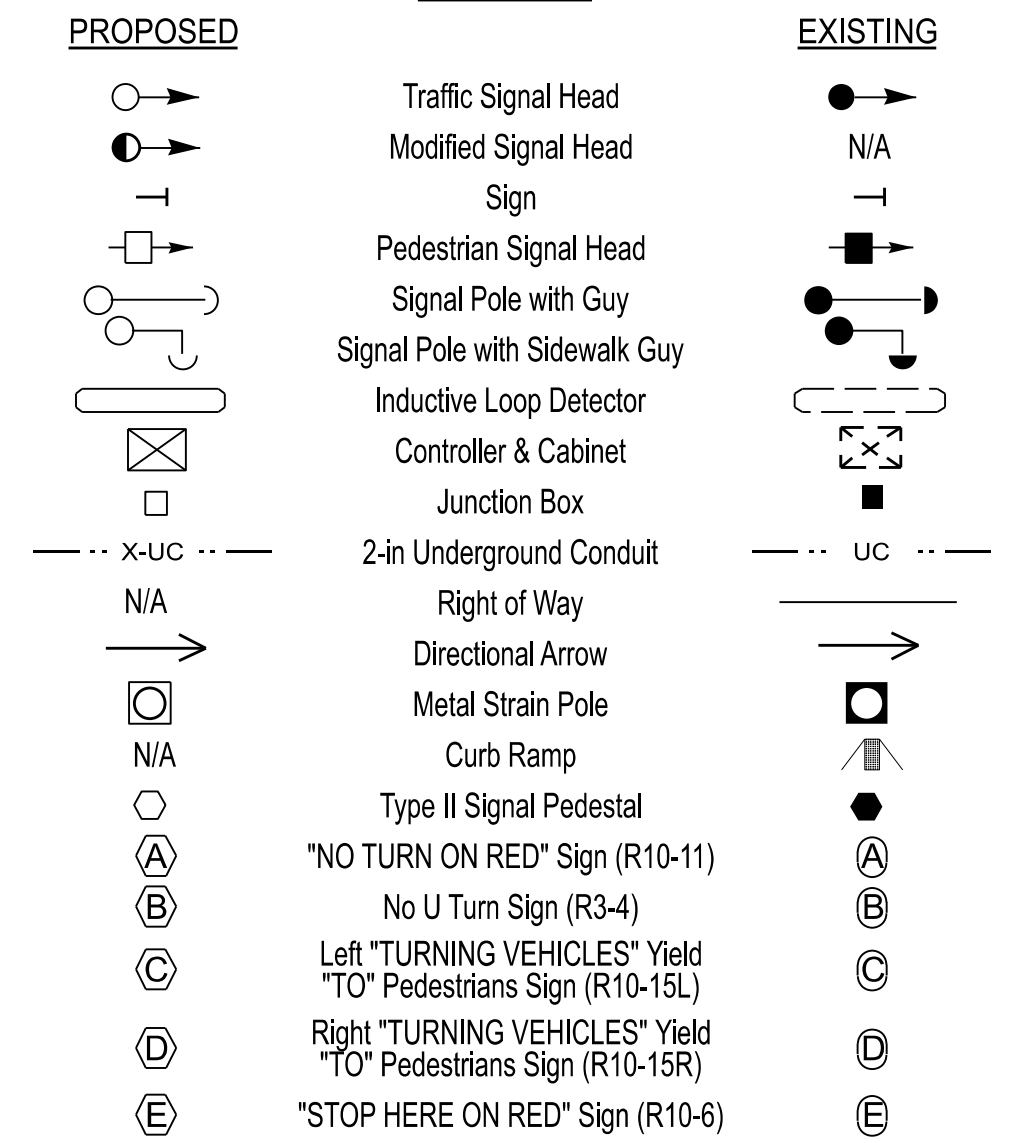 PROPOSED EXISTING
Traffic Signal Head
Modified Signal Head N/A
Sign
Pedestrian Signal Head
Signal Pole with Guy
Signal Pole with Sidewalk Guy
Inductive Loop Detector
Controller & Cabinet
Junction Box
X-UC 2-in Underground Conduit UC
N/A Right of Way
Directional Arrow
Metal Strain Pole
N/A Curb Ramp
Type II Signal Pedestal
A "NO TURN ON RED" Sign (R10-11) A
B No U Turn Sign (R3-4) B
Left "TURNING VEHICLES" Yield
C "TO" Pedestrians Sign (R10-15L) C
Right "TURNING VEHICLES" Yield
D "TO" Pedestrians Sign (R10-15R) D
E "STOP HERE ON RED" Sign (R10-6) E